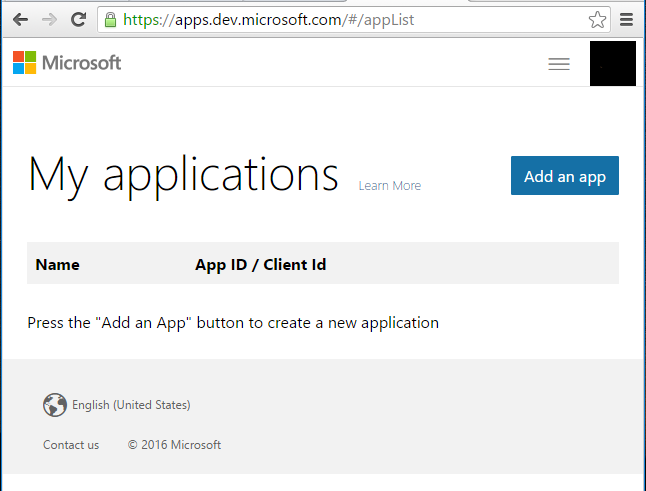 https://apps.dev.microsoft.com/#/appList
Microsoft
My applications Learn More Add an app
Name App ID / Client Id
Press the "Add an App" button to create a new application
English (United States)
Contact us © 2016 Microsoft